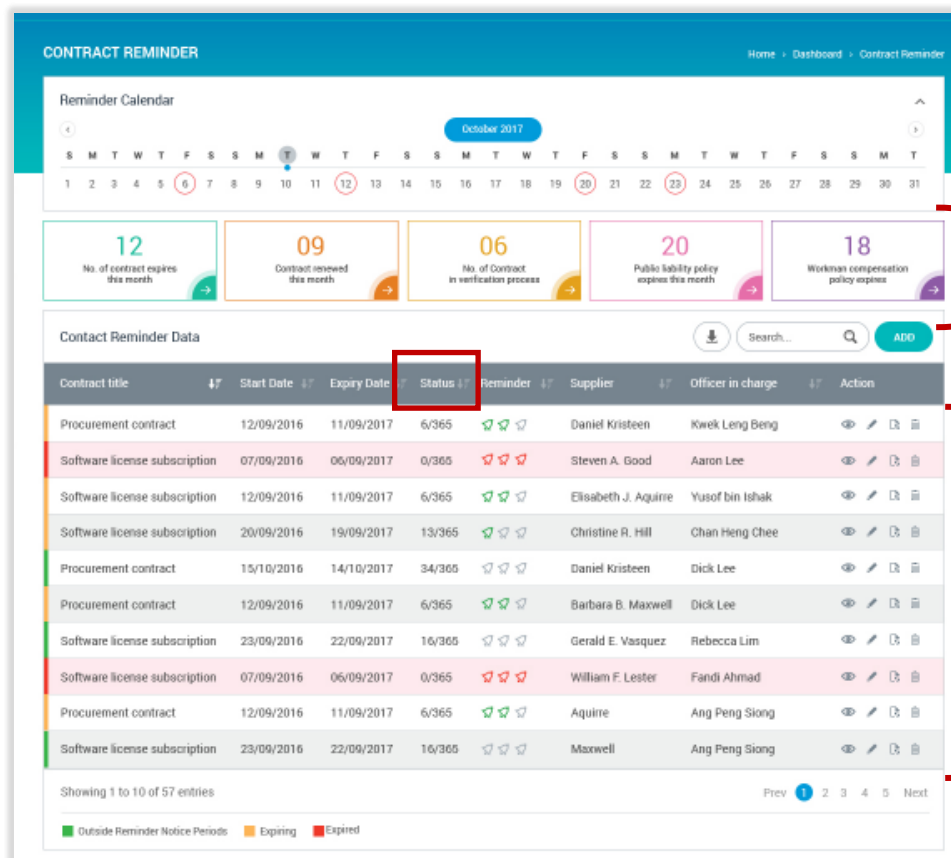 CONTRACT REMINDER
Home › Dashboard › Contract Reminder
Reminder Calendar
October 2017
S M T W T F S S M T W T F S S M T W T F S S M T W T F S S M T
1 2 3 4 5 6 7 8 9 10 11 12 13 14 15 16 17 18 19 20 21 22 23 24 25 26 27 28 29 30 31
12
No. of contract expires
this month
09
Contract renewed
this month
06
No. of Contract
in verification process
20
Public liability policy
expires this month
18
Workman compensation
policy expires
Contact Reminder Data
Search...
ADD
Contract title Start Date Expiry Date Status Reminder Supplier Officer in charge Action
Procurement contract 12/09/2016 11/09/2017 6/365 Daniel Kristeen Kwek Leng Beng
Software license subscription 07/09/2016 06/09/2017 0/365 Steven A. Good Aaron Lee
Software license subscription 12/09/2016 11/09/2017 6/365 Elisabeth J. Aquirre Yusof bin Ishak
Software license subscription 20/09/2016 19/09/2017 13/365 Christine R. Hill Chan Heng Chee
Procurement contract 15/10/2016 14/10/2017 34/365 Daniel Kristeen Dick Lee
Procurement contract 12/09/2016 11/09/2017 6/365 Barbara B. Maxwell Dick Lee
Software license subscription 23/09/2016 22/09/2017 16/365 Gerald E. Vasquez Rebecca Lim
Software license subscription 07/09/2016 06/09/2017 0/365 William F. Lester Fandi Ahmad
Procurement contract 12/09/2016 11/09/2017 6/365 Aquirre Ang Peng Siong
Software license subscription 23/09/2016 22/09/2017 16/365 Maxwell Ang Peng Siong
Showing 1 to 10 of 57 entries
Prev 1 2 3 4 5 Next
Outside Reminder Notice Periods Expiring Expired